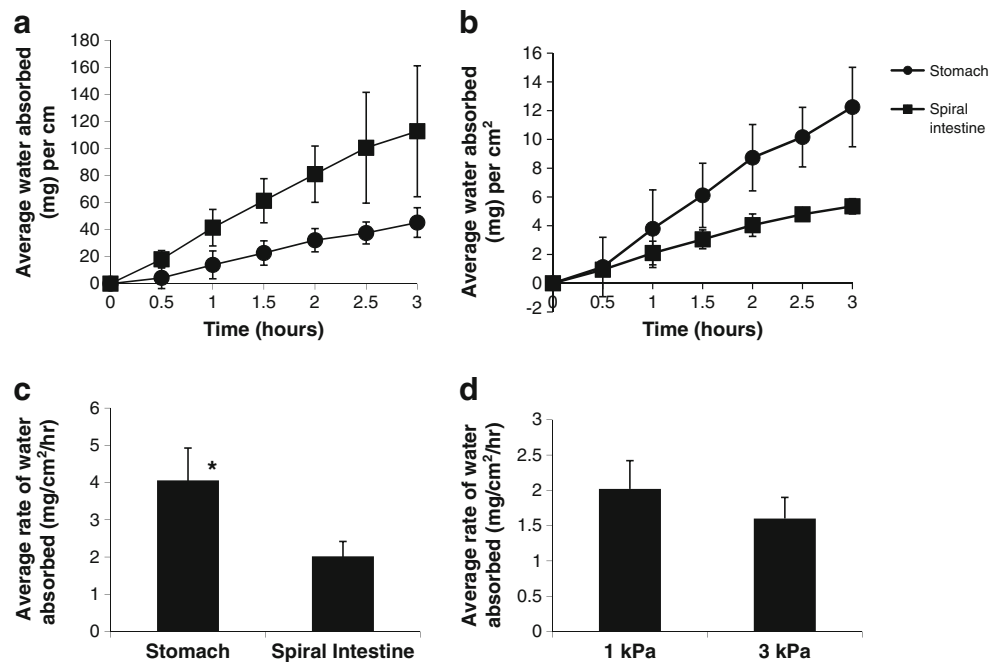 a
Average water absorbed
(mg) per cm
180
160
140
120
100
80
60
40
20
0
0 0.5 1 1.5 2 2.5 3
Time (hours)
b
Average water absorbed
(mg) per cm²
16
14
12
10
8
6
4
2
0
-2
0 0.5 1 1.5 2 2.5 3
Time (hours)
Stomach
Spiral
intestine
c
Average rate of water
absorbed (mg/cm²/hr)
6
5
4
3
2
1
0
*
Stomach Spiral Intestine
d
Average rate of water
absorbed (mg/cm²/hr)
3
2.5
2
1.5
1
0.5
0
1 kPa 3 kPa